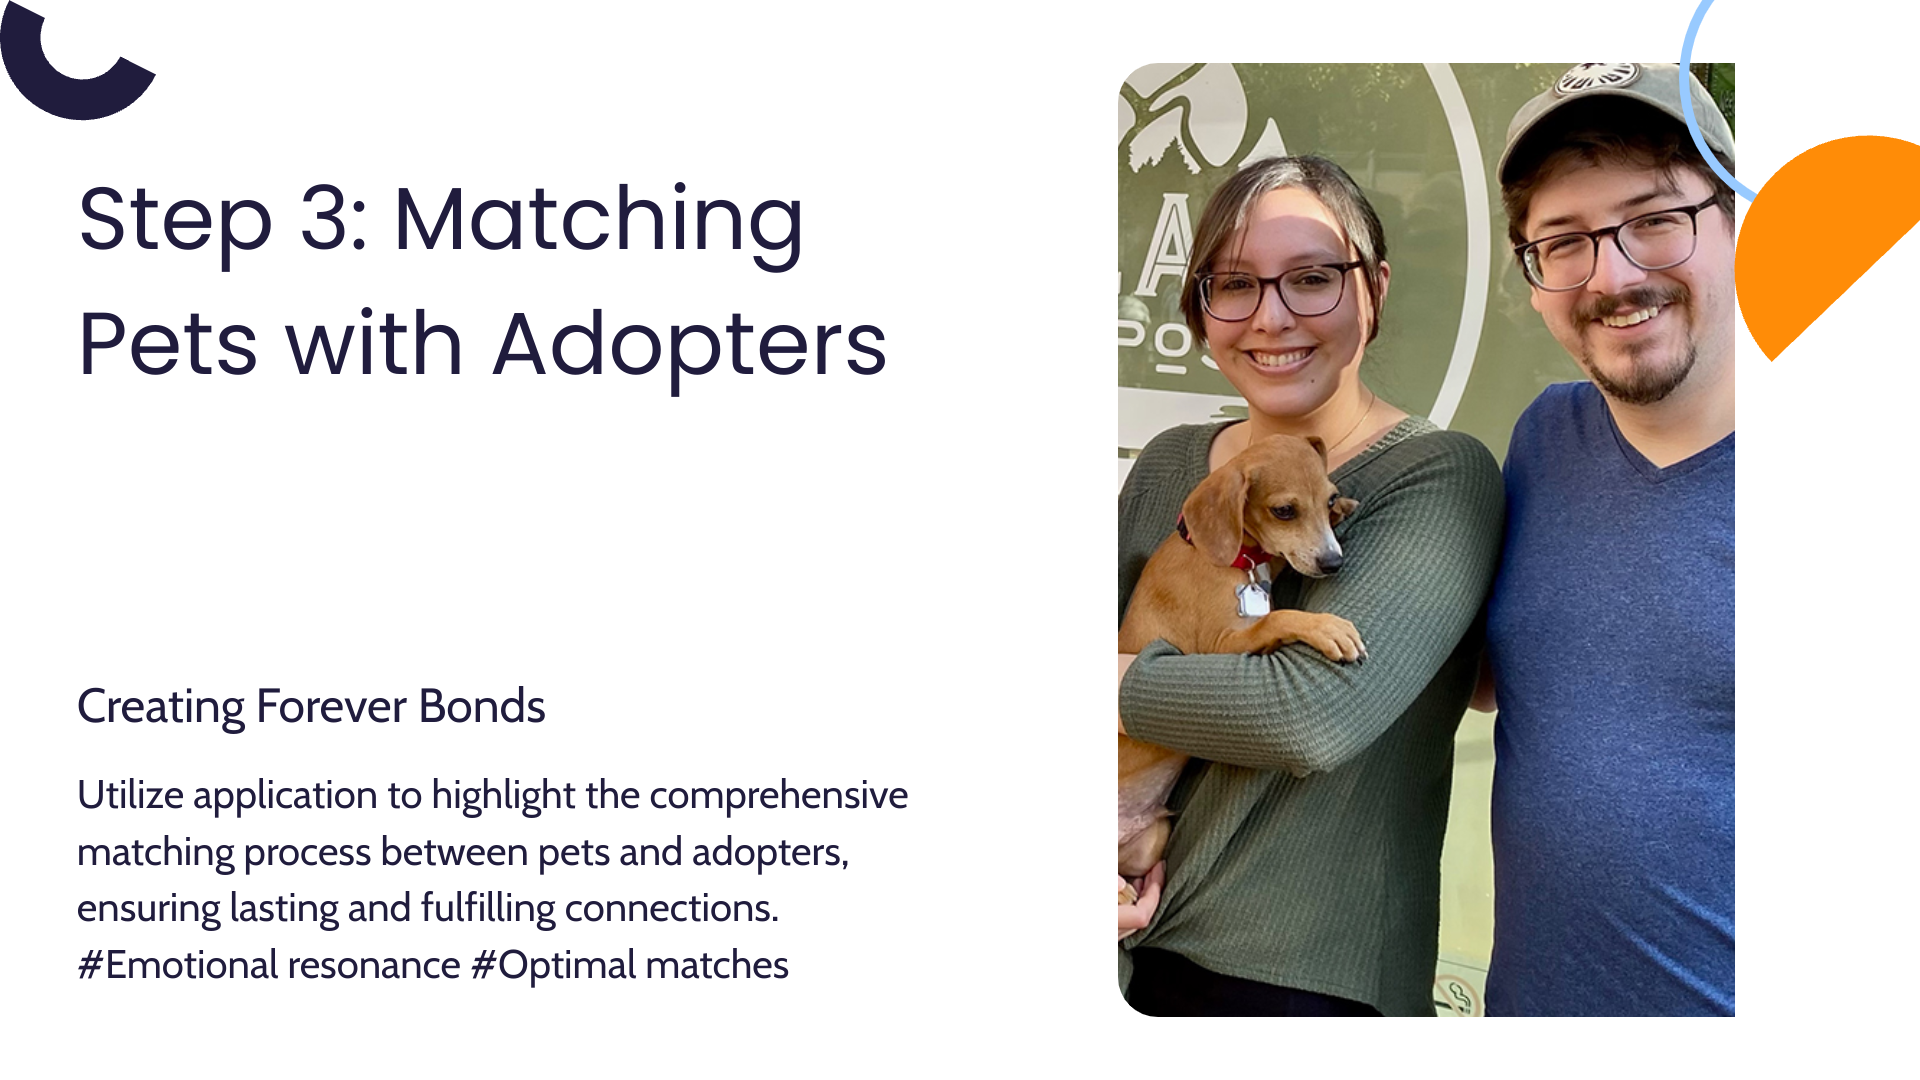 Step 3: Matching
Pets with Adopters
Creating Forever Bonds
Utilize application to highlight the comprehensive
matching process between pets and adopters,
ensuring lasting and fulfilling connections.
#Emotional resonance #Optimal matches